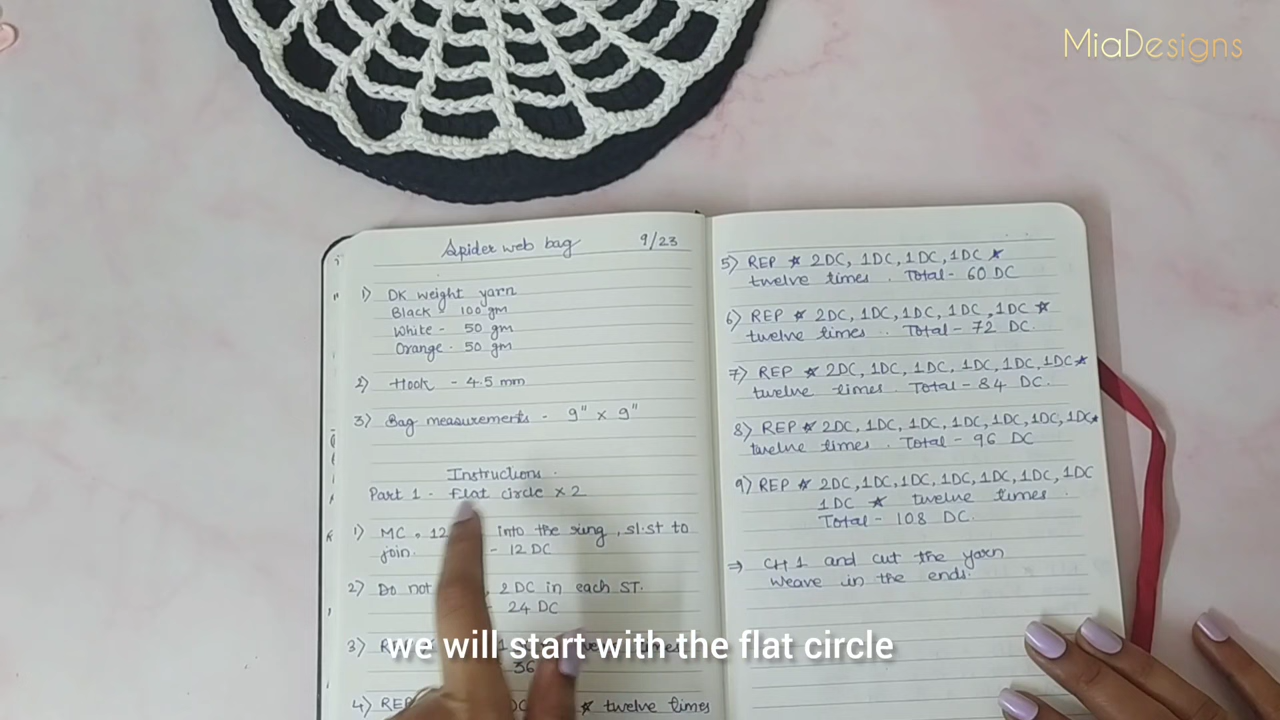 MiaDesigns
Spider web bag 9/23
1) DK weight yarn
Black - 100 gm
White - 50 gm
Orange - 50 gm
2) Hook - 4.5 mm
3) Bag measurements - 9" x 9"
Instructions.
Part 1 - Flat circle x 2
1) MC, 12 into the ring, sl.st to
join. - 12 DC
2) Do not 2 DC in each ST.
- 24 DC
3)
36
4) REP ★ twelve times
5) REP ★ 2DC, 1DC, 1DC, 1DC ★
twelve times. Total - 60 DC
6) REP ★ 2DC, 1DC, 1DC, 1DC, 1DC ★
twelve times. Total - 72 DC.
7) REP ★ 2DC, 1DC, 1DC, 1DC, 1DC, 1DC★
twelve times. Total - 84 DC.
8) REP ★ 2DC, 1DC, 1DC, 1DC, 1DC, 1DC, 1DC★
twelve times. Total - 96 DC
9) REP ★ 2DC, 1DC, 1DC, 1DC, 1DC, 1DC, 1DC
1DC ★ twelve times.
Total - 108 DC.
⇒ CH 1 and cut the yarn
Weave in the ends.
we will start with the flat circle